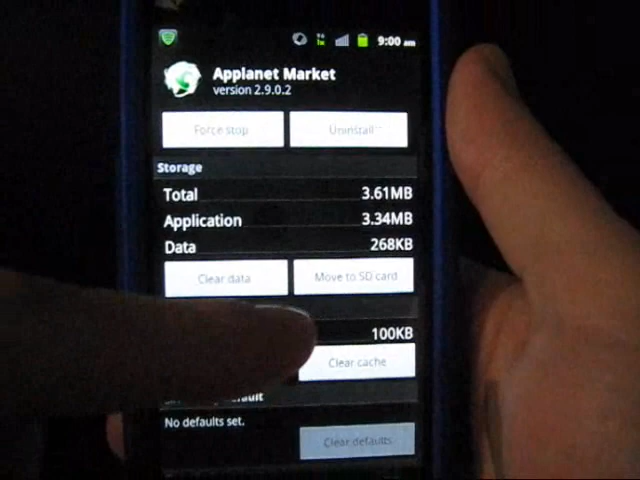 9:00 am
Applanet Market
version 2.9.0.2
Force stop
Uninstall
Storage
Total 3.61MB
Application 3.34MB
Data 268KB
Clear data
Move to SD card
100KB
Clear cache
No defaults set.
Clear defaults